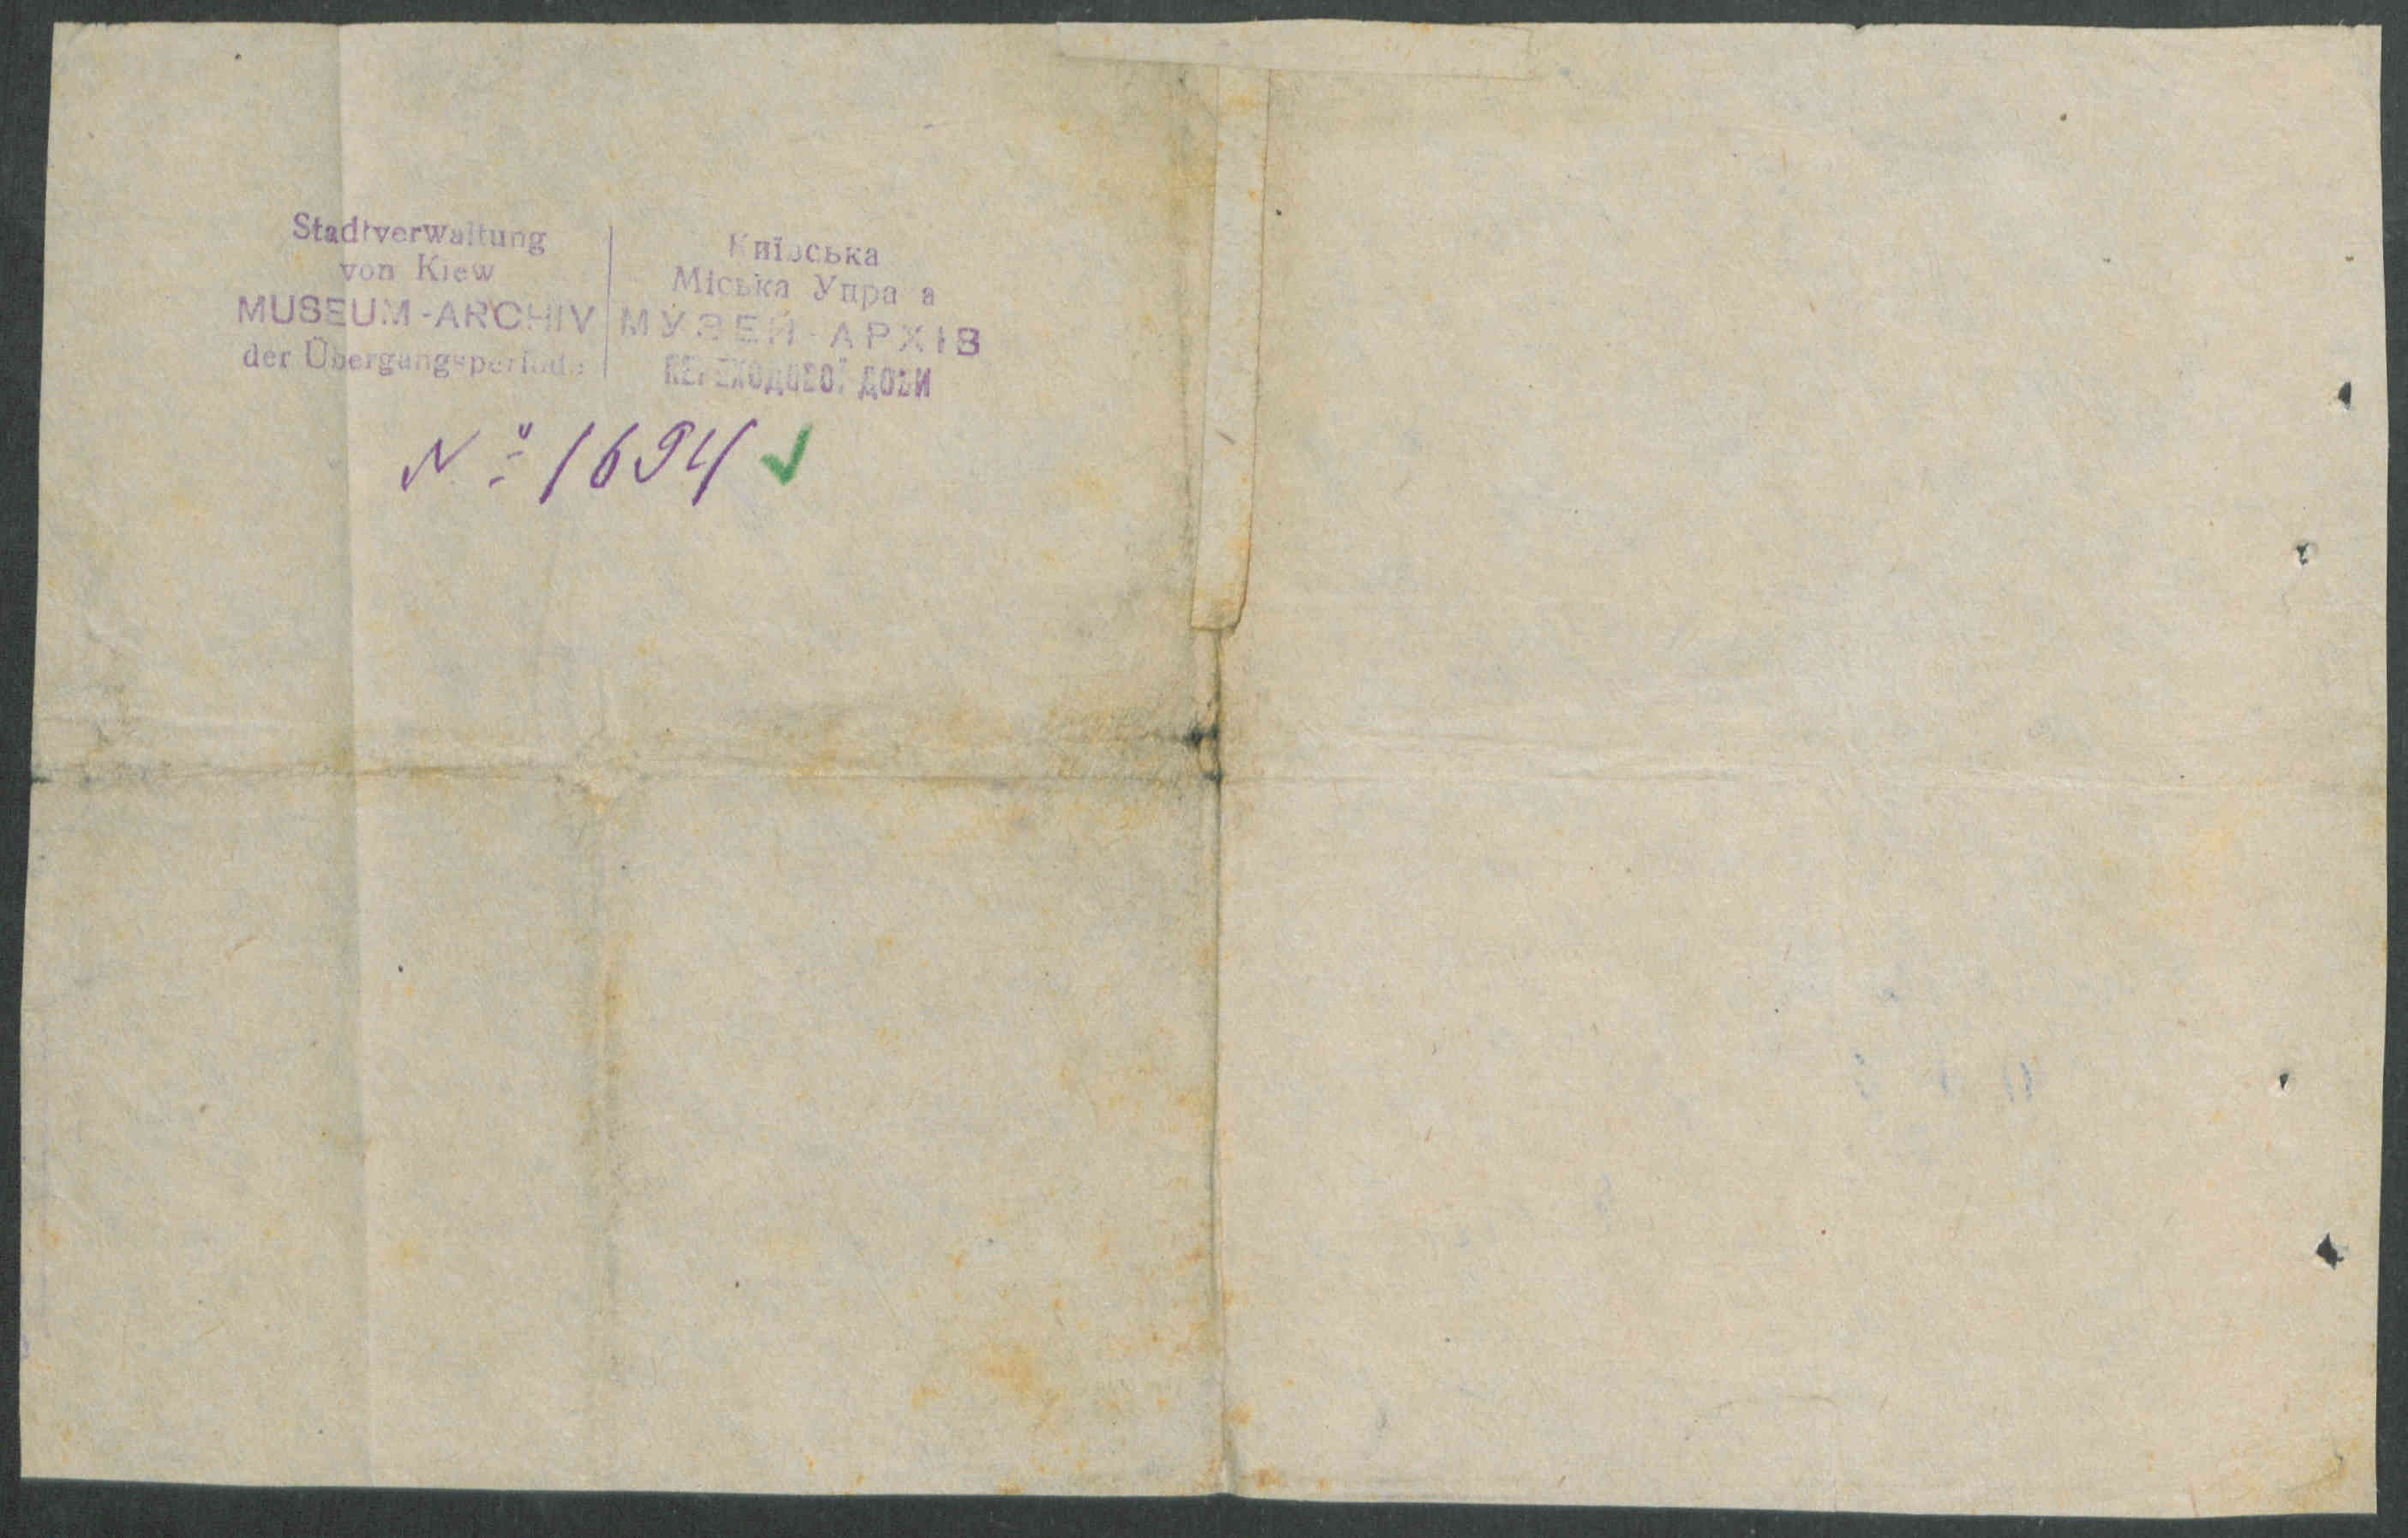 Stadtverwaltung
von Kiew
MUSEUM-ARCHIV
der Übergangsperiode
Київська
Міська Управа
МУЗЕЙ-АРХІВ
ПЕРЕХОДОВОЇ ДОБИ
№ 1694